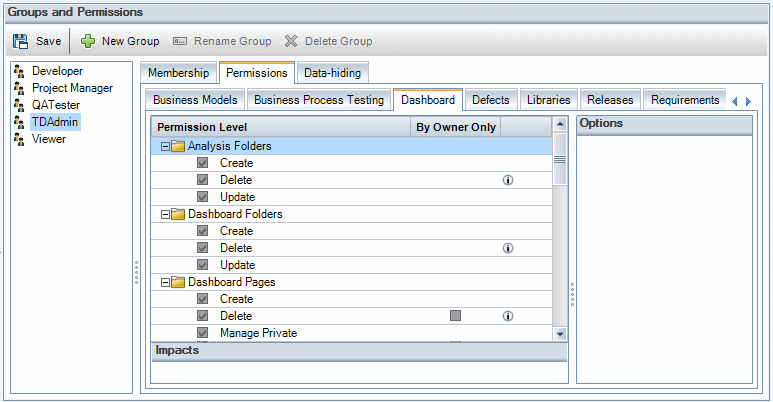 Groups and Permissions
Save New Group Rename Group Delete Group
Developer
Project Manager
QATester
TDAdmin
Viewer
Membership Permissions Data-hiding
Business Models Business Process Testing Dashboard Defects Libraries Releases Requirements
Permission Level By Owner Only
Analysis Folders
Create
Delete
Update
Dashboard Folders
Create
Delete
Update
Dashboard Pages
Create
Delete
Manage Private
Impacts
Options